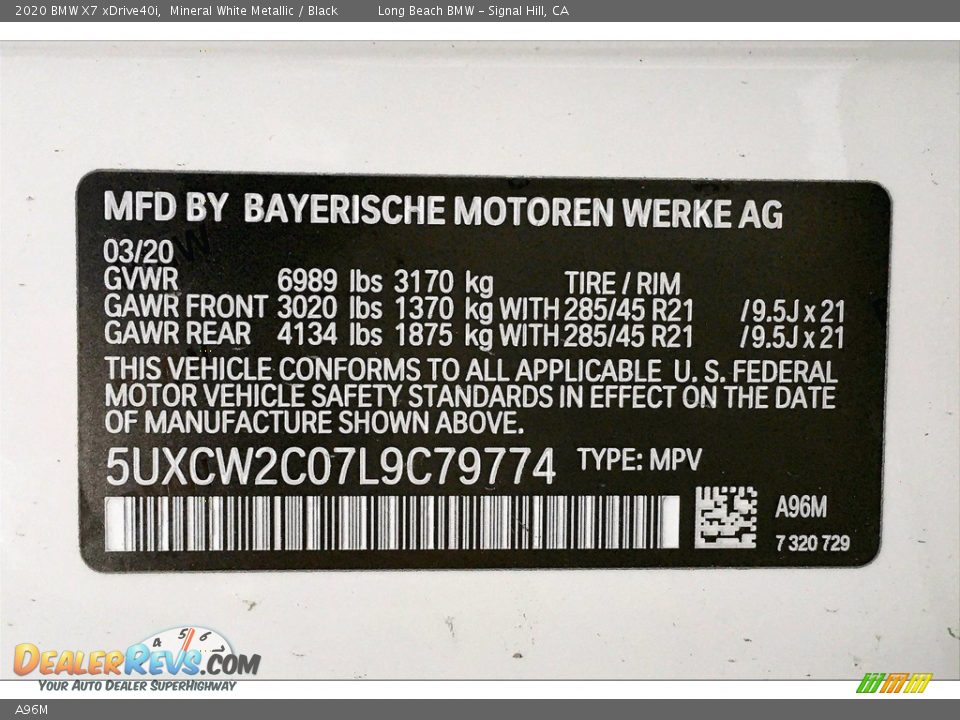 2020 BMW X7 xDrive40i, Mineral White Metallic / Black Long Beach BMW - Signal Hill, CA
MFD BY BAYERISCHE MOTOREN WERKE AG
03/20
GVWR 6989 lbs 3170 kg TIRE / RIM
GAWR FRONT 3020 lbs 1370 kg WITH 285/45 R21 / 9.5J x 21
GAWR REAR 4134 lbs 1875 kg WITH 285/45 R21 / 9.5J x 21
THIS VEHICLE CONFORMS TO ALL APPLICABLE U. S. FEDERAL
MOTOR VEHICLE SAFETY STANDARDS IN EFFECT ON THE DATE
OF MANUFACTURE SHOWN ABOVE.
5UXCW2C07L9C79774 TYPE: MPV
A96M
7 320 729
4 5 6 7
DEALERREVS.COM
YOUR AUTO DEALER SUPERHIGHWAY
A96M